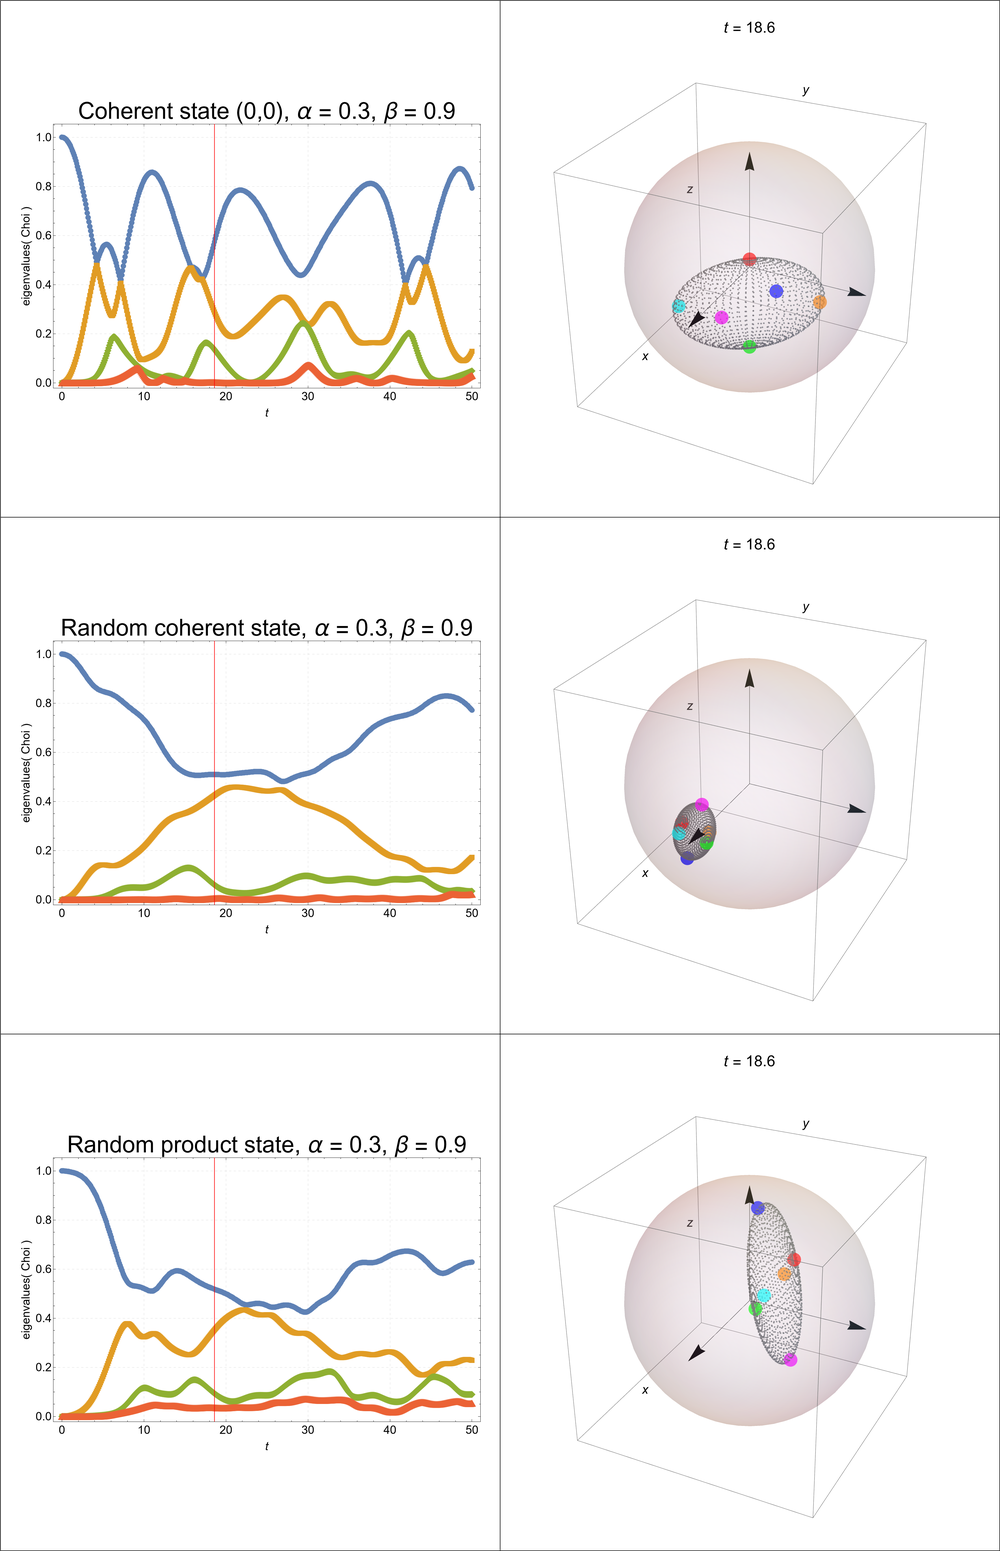 t = 18.6
y
Coherent state (0,0), α = 0.3, β = 0.9
1.0
0.8
z
0.6
eigenvalues( Choi )
0.4
0.2
x
0.0
0 10 20 30 40 50
t
t = 18.6
y
Random coherent state, α = 0.3, β = 0.9
1.0
0.8
z
0.6
eigenvalues( Choi )
0.4
0.2
x
0.0
0 10 20 30 40 50
t
t = 18.6
y
Random product state, α = 0.3, β = 0.9
1.0
0.8
z
0.6
eigenvalues( Choi )
0.4
0.2
x
0.0
0 10 20 30 40 50
t